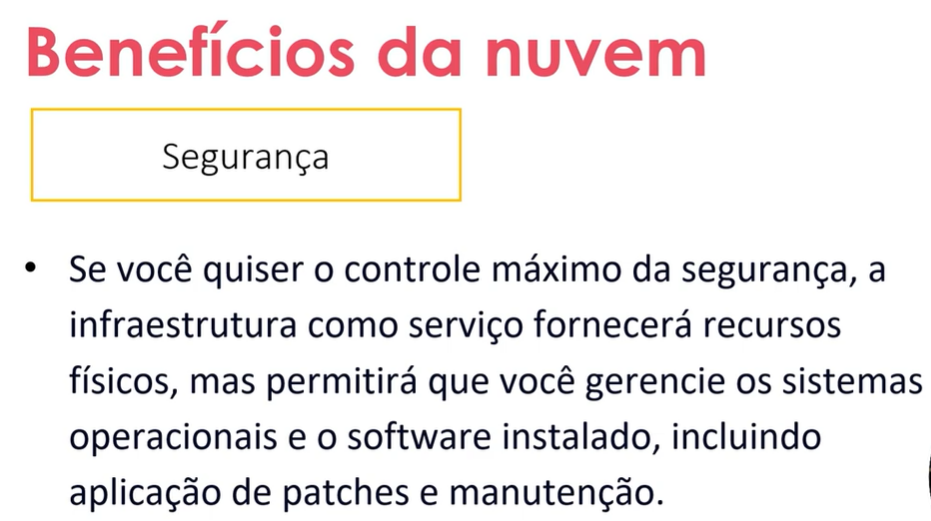 Benefícios da nuvem
Segurança
• Se você quiser o controle máximo da segurança, a
infraestrutura como serviço fornecerá recursos
físicos, mas permitirá que você gerencie os sistemas
operacionais e o software instalado, incluindo
aplicação de patches e manutenção.